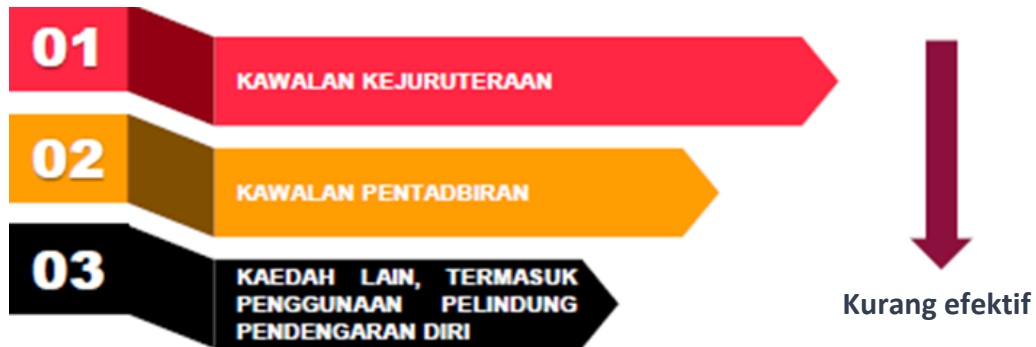 01
KAWALAN KEJURUTERAAN
02
KAWALAN PENTADBIRAN
03
KAEDAH LAIN, TERMASUK
PENGGUNAAN PELINDUNG
PENDENGARAN DIRI
Kurang efektif